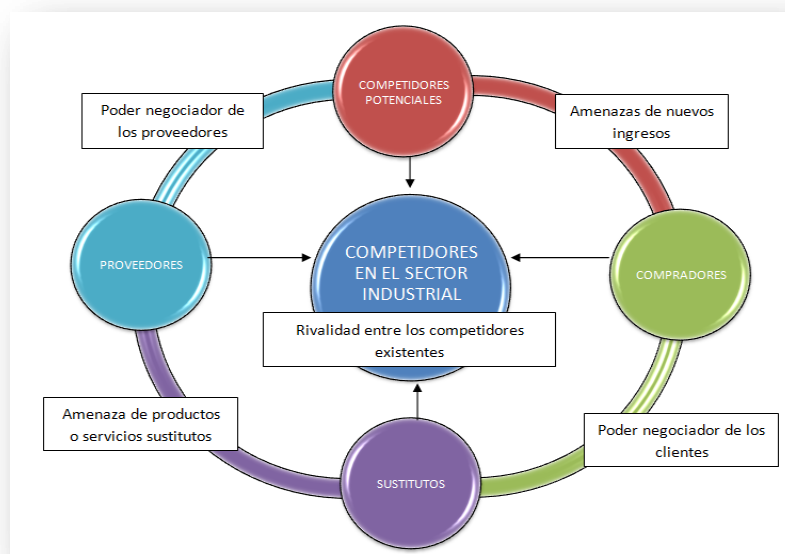 COMPETIDORES
POTENCIALES
Poder negociador de
los proveedores
Amenazas de nuevos
ingresos
PROVEEDORES
COMPETIDORES
EN EL SECTOR
INDUSTRIAL
COMPRADORES
Rivalidad entre los competidores
existentes
Amenaza de productos
o servicios sustitutos
Poder negociador de los
clientes
SUSTITUTOS